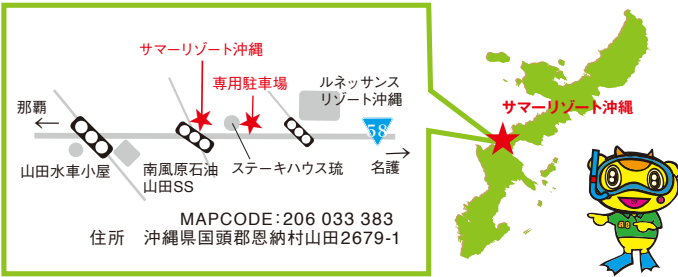 サマーリゾート沖縄
専用駐車場
ルネッサンス
リゾート沖縄
那覇
58
山田水車小屋
南風原石油
山田SS
ステーキハウス琉
名護
MAPCODE:206 033 383
住所 沖縄県国頭郡恩納村山田2679-1
サマーリゾート沖縄